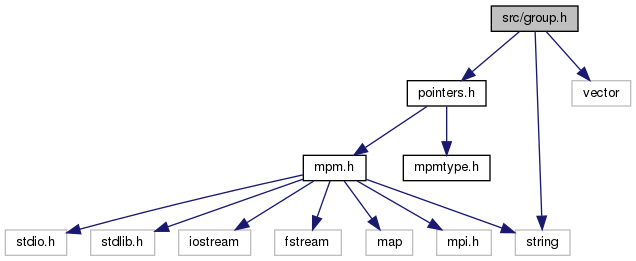 src/group.h
pointers.h
vector
mpm.h
mpmtype.h
stdio.h
stdlib.h
iostream
fstream
map
mpi.h
string